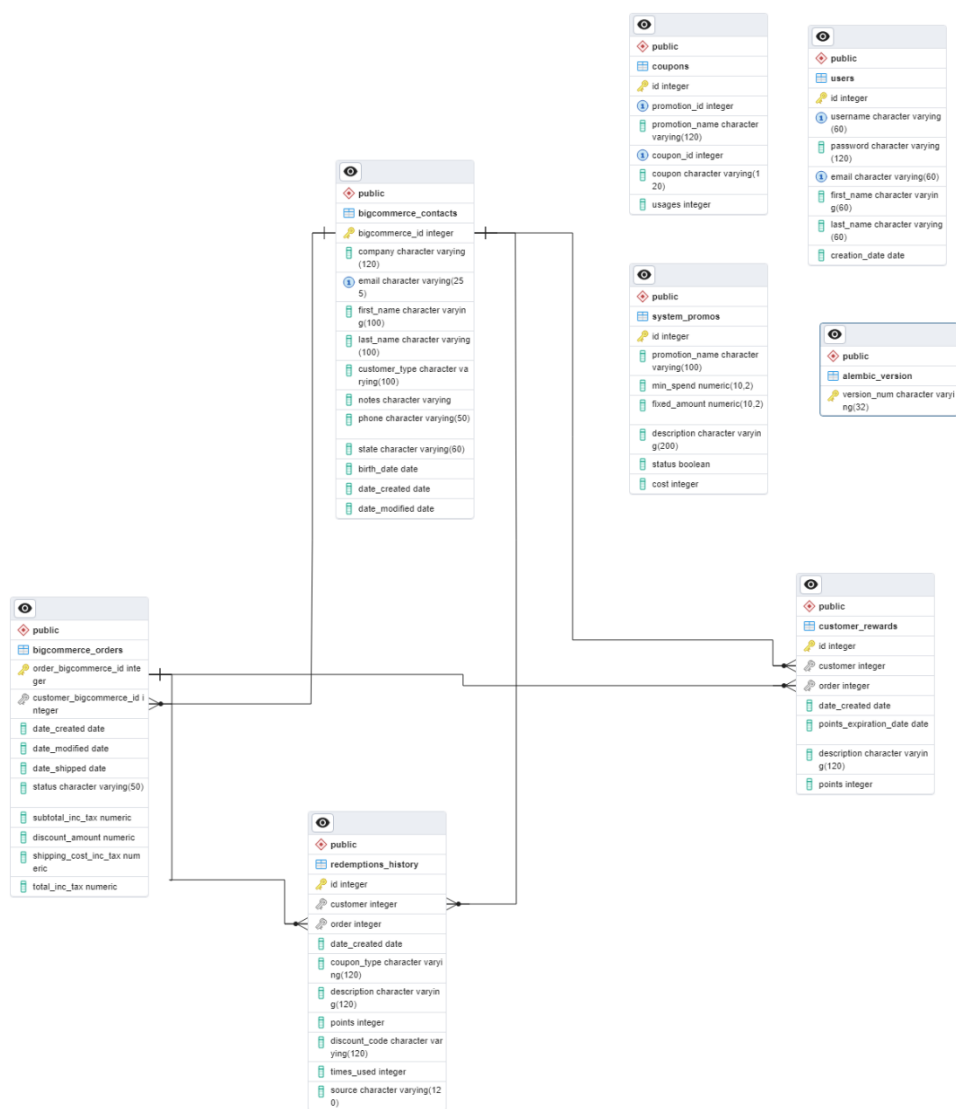 public
coupons
id integer
promotion_id integer
promotion_name character
varying(120)
coupon_id integer
coupon character varying(1
20)
usages integer
public
users
id integer
username character varying
(60)
password character varying
(120)
email character varying(60)
first_name character varyin
g(60)
last_name character varying
(60)
creation_date date
public
bigcommerce_contacts
bigcommerce_id integer
company character varying
(120)
email character varying(25
5)
first_name character varyin
g(100)
last_name character varying
(100)
customer_type character va
rying(100)
notes character varying
phone character varying(50)
state character varying(60)
birth_date date
date_created date
date_modified date
public
system_promos
id integer
promotion_name character
varying(100)
min_spend numeric(10,2)
fixed_amount numeric(10,2)
description character varyin
g(200)
status boolean
cost integer
public
alembic_version
version_num character varyi
ng(32)
public
bigcommerce_orders
order_bigcommerce_id inte
ger
customer_bigcommerce_id i
nteger
date_created date
date_modified date
date_shipped date
status character varying(50)
subtotal_inc_tax numeric
discount_amount numeric
shipping_cost_inc_tax num
eric
total_inc_tax numeric
public
customer_rewards
id integer
customer integer
order integer
date_created date
points_expiration_date date
description character varyin
g(120)
points integer
public
redemptions_history
id integer
customer integer
order integer
date_created date
coupon_type character varyi
ng(120)
description character varyin
g(120)
points integer
discount_code character var
ying(120)
times_used integer
source character varying(12
0)